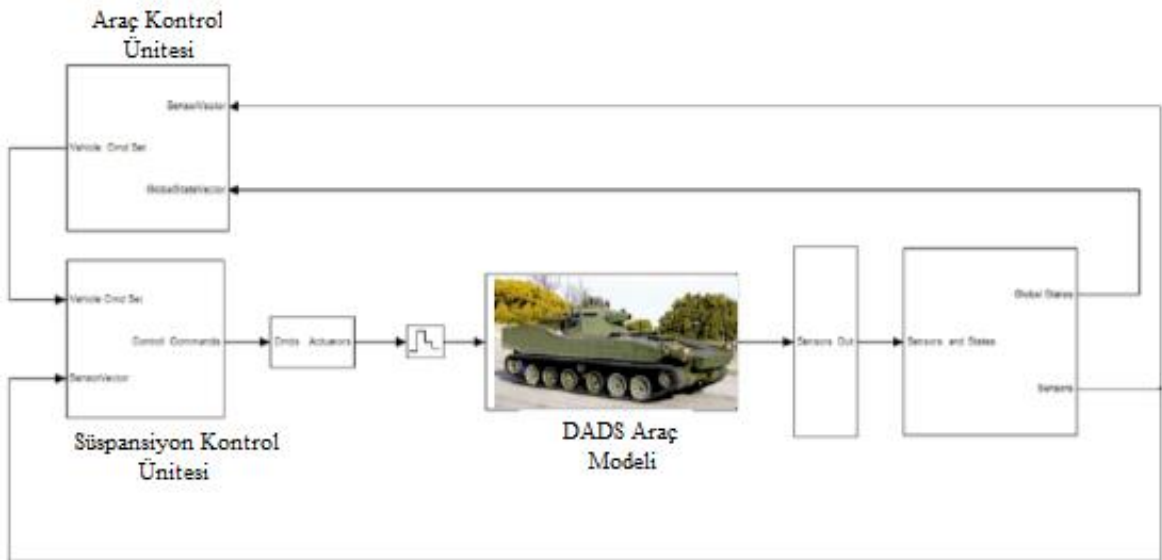 Araç Kontrol
Ünitesi
SensorVector
Vehicle Cmd Set
GlobalStateVector
Vehicle Cmd Set
Control Commands
SensorVector
Süspansiyon Kontrol
Ünitesi
Cmds Actuators
DADS Araç
Modeli
Sensors Out
Sensors and States
Global States
Sensors